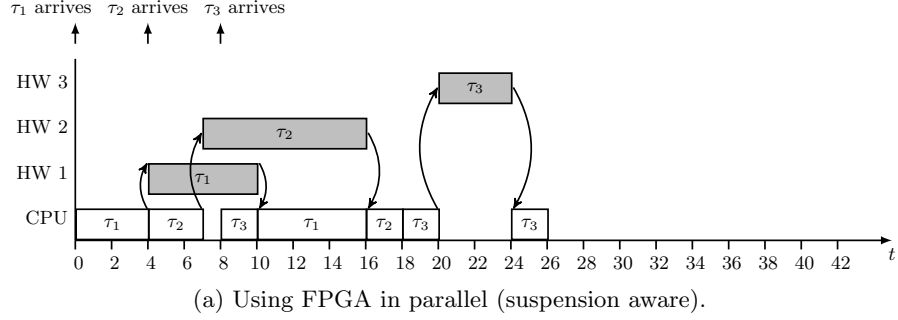 τ1 arrives τ2 arrives τ3 arrives
HW 3 τ3
HW 2 τ2
HW 1 τ1
CPU τ1 τ2 τ3 τ1 τ2 τ3 τ3
0 2 4 6 8 10 12 14 16 18 20 22 24 26 28 30 32 34 36 38 40 42 t
(a) Using FPGA in parallel (suspension aware).